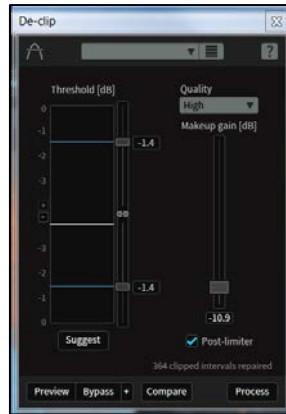 De-clip
?
Threshold [dB]
Quality
High
Makeup gain [dB]
0
-1
-2
-3
+
-
-3
-2
-1
0
-1.4
-1.4
-10.9
Suggest
Post-limiter
364 clipped intervals repaired
Preview Bypass + Compare Process